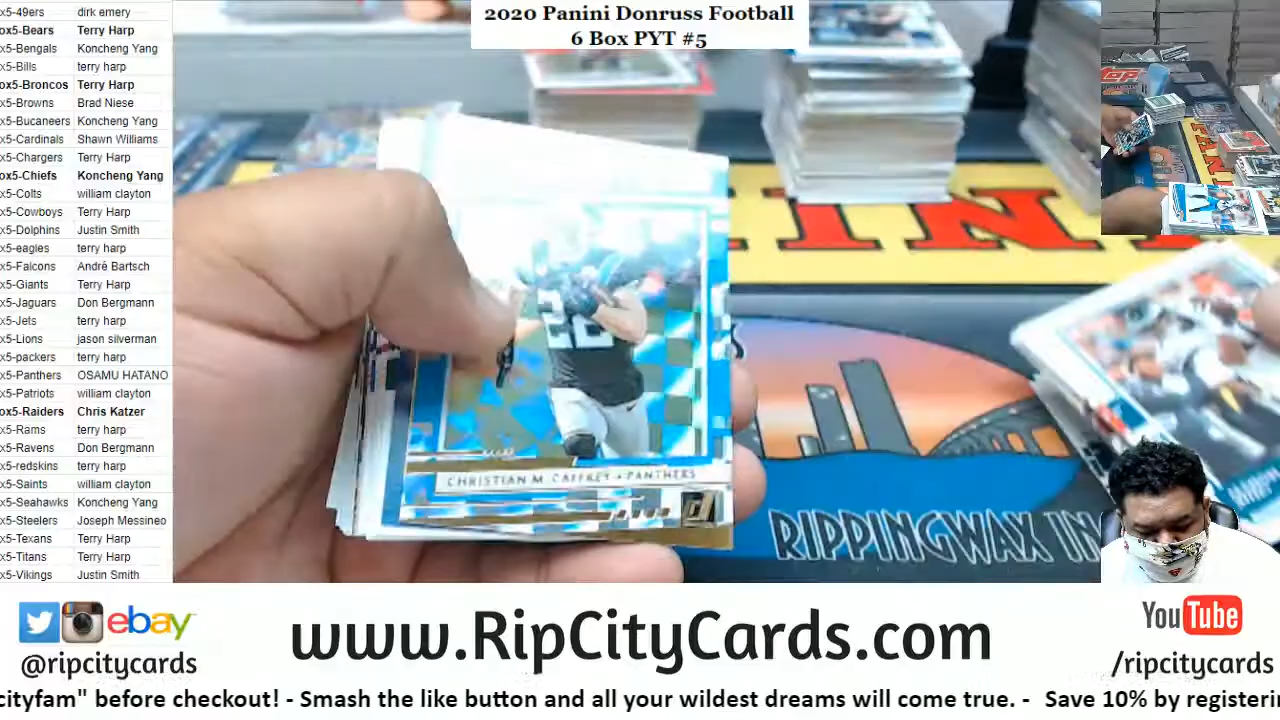 2020 Panini Donruss Football
6 Box PYT #5
x5-49ers dirk emery
ox5-Bears Terry Harp
x5-Bengals Koncheng Yang
x5-Bills terry harp
ox5-Broncos Terry Harp
x5-Browns Brad Niese
x5-Bucaneers Koncheng Yang
x5-Cardinals Shawn Williams
x5-Chargers Terry Harp
ox5-Chiefs Koncheng Yang
x5-Colts william clayton
x5-Cowboys Terry Harp
x5-Dolphins Justin Smith
x5-eagles terry harp
x5-Falcons André Bartsch
x5-Giants Terry Harp
x5-Jaguars Don Bergmann
x5-Jets terry harp
x5-Lions jason silverman
x5-packers terry harp
x5-Panthers OSAMU HATANO
x5-Patriots william clayton
ox5-Raiders Chris Katzer
x5-Rams terry harp
x5-Ravens Don Bergmann
x5-redskins terry harp
x5-Saints william clayton
x5-Seahawks Koncheng Yang
x5-Steelers Joseph Messineo
x5-Texans Terry Harp
x5-Titans Terry Harp
x5-Vikings Justin Smith
22
CHRISTIAN McCAFFREY • PANTHERS
RIPPINGWAX IN
ebay
@ripcitycards
www.RipCityCards.com
YouTube
/ripcitycards
cityfam" before checkout! - Smash the like button and all your wildest dreams will come true. - Save 10% by registerin